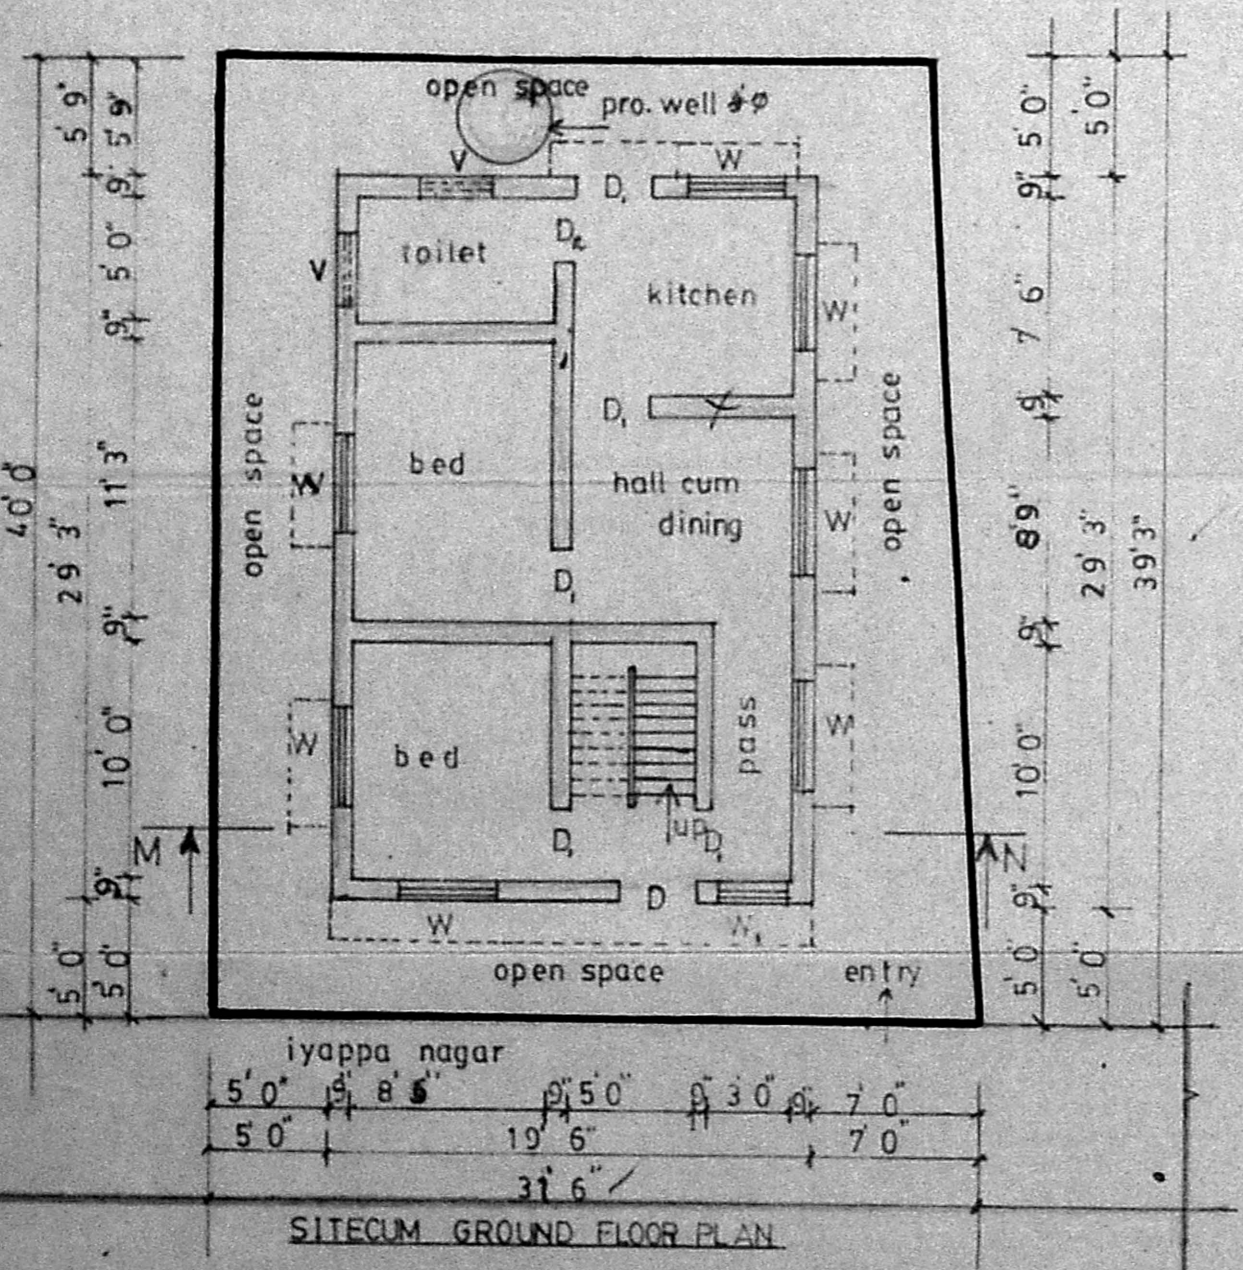 open space
pro. well
V
W
D1
D2
toilet
V
kitchen
W
D1
open space
bed
W
hall cum
dining
W
open space
D1
W
bed
pass
W
up
D1
D1
M
N
W
D
W1
open space
entry
iyappa nagar
5' 9"
5' 9"
9"
5' 0"
9"
11' 3"
9"
10' 0"
9"
5' 0"
5' 0"
29' 3"
40' 0"
5' 0"
5' 0"
9"
7' 6"
9"
8' 9"
9"
10' 0"
9"
5' 0"
5' 0"
29' 3"
39' 3"
5' 0" 9" 9" 5' 0" 9" 3' 0" 9" 7' 0"
5' 0" 19' 6" 7' 0"
31' 6"
SITECUM GROUND FLOOR PLAN